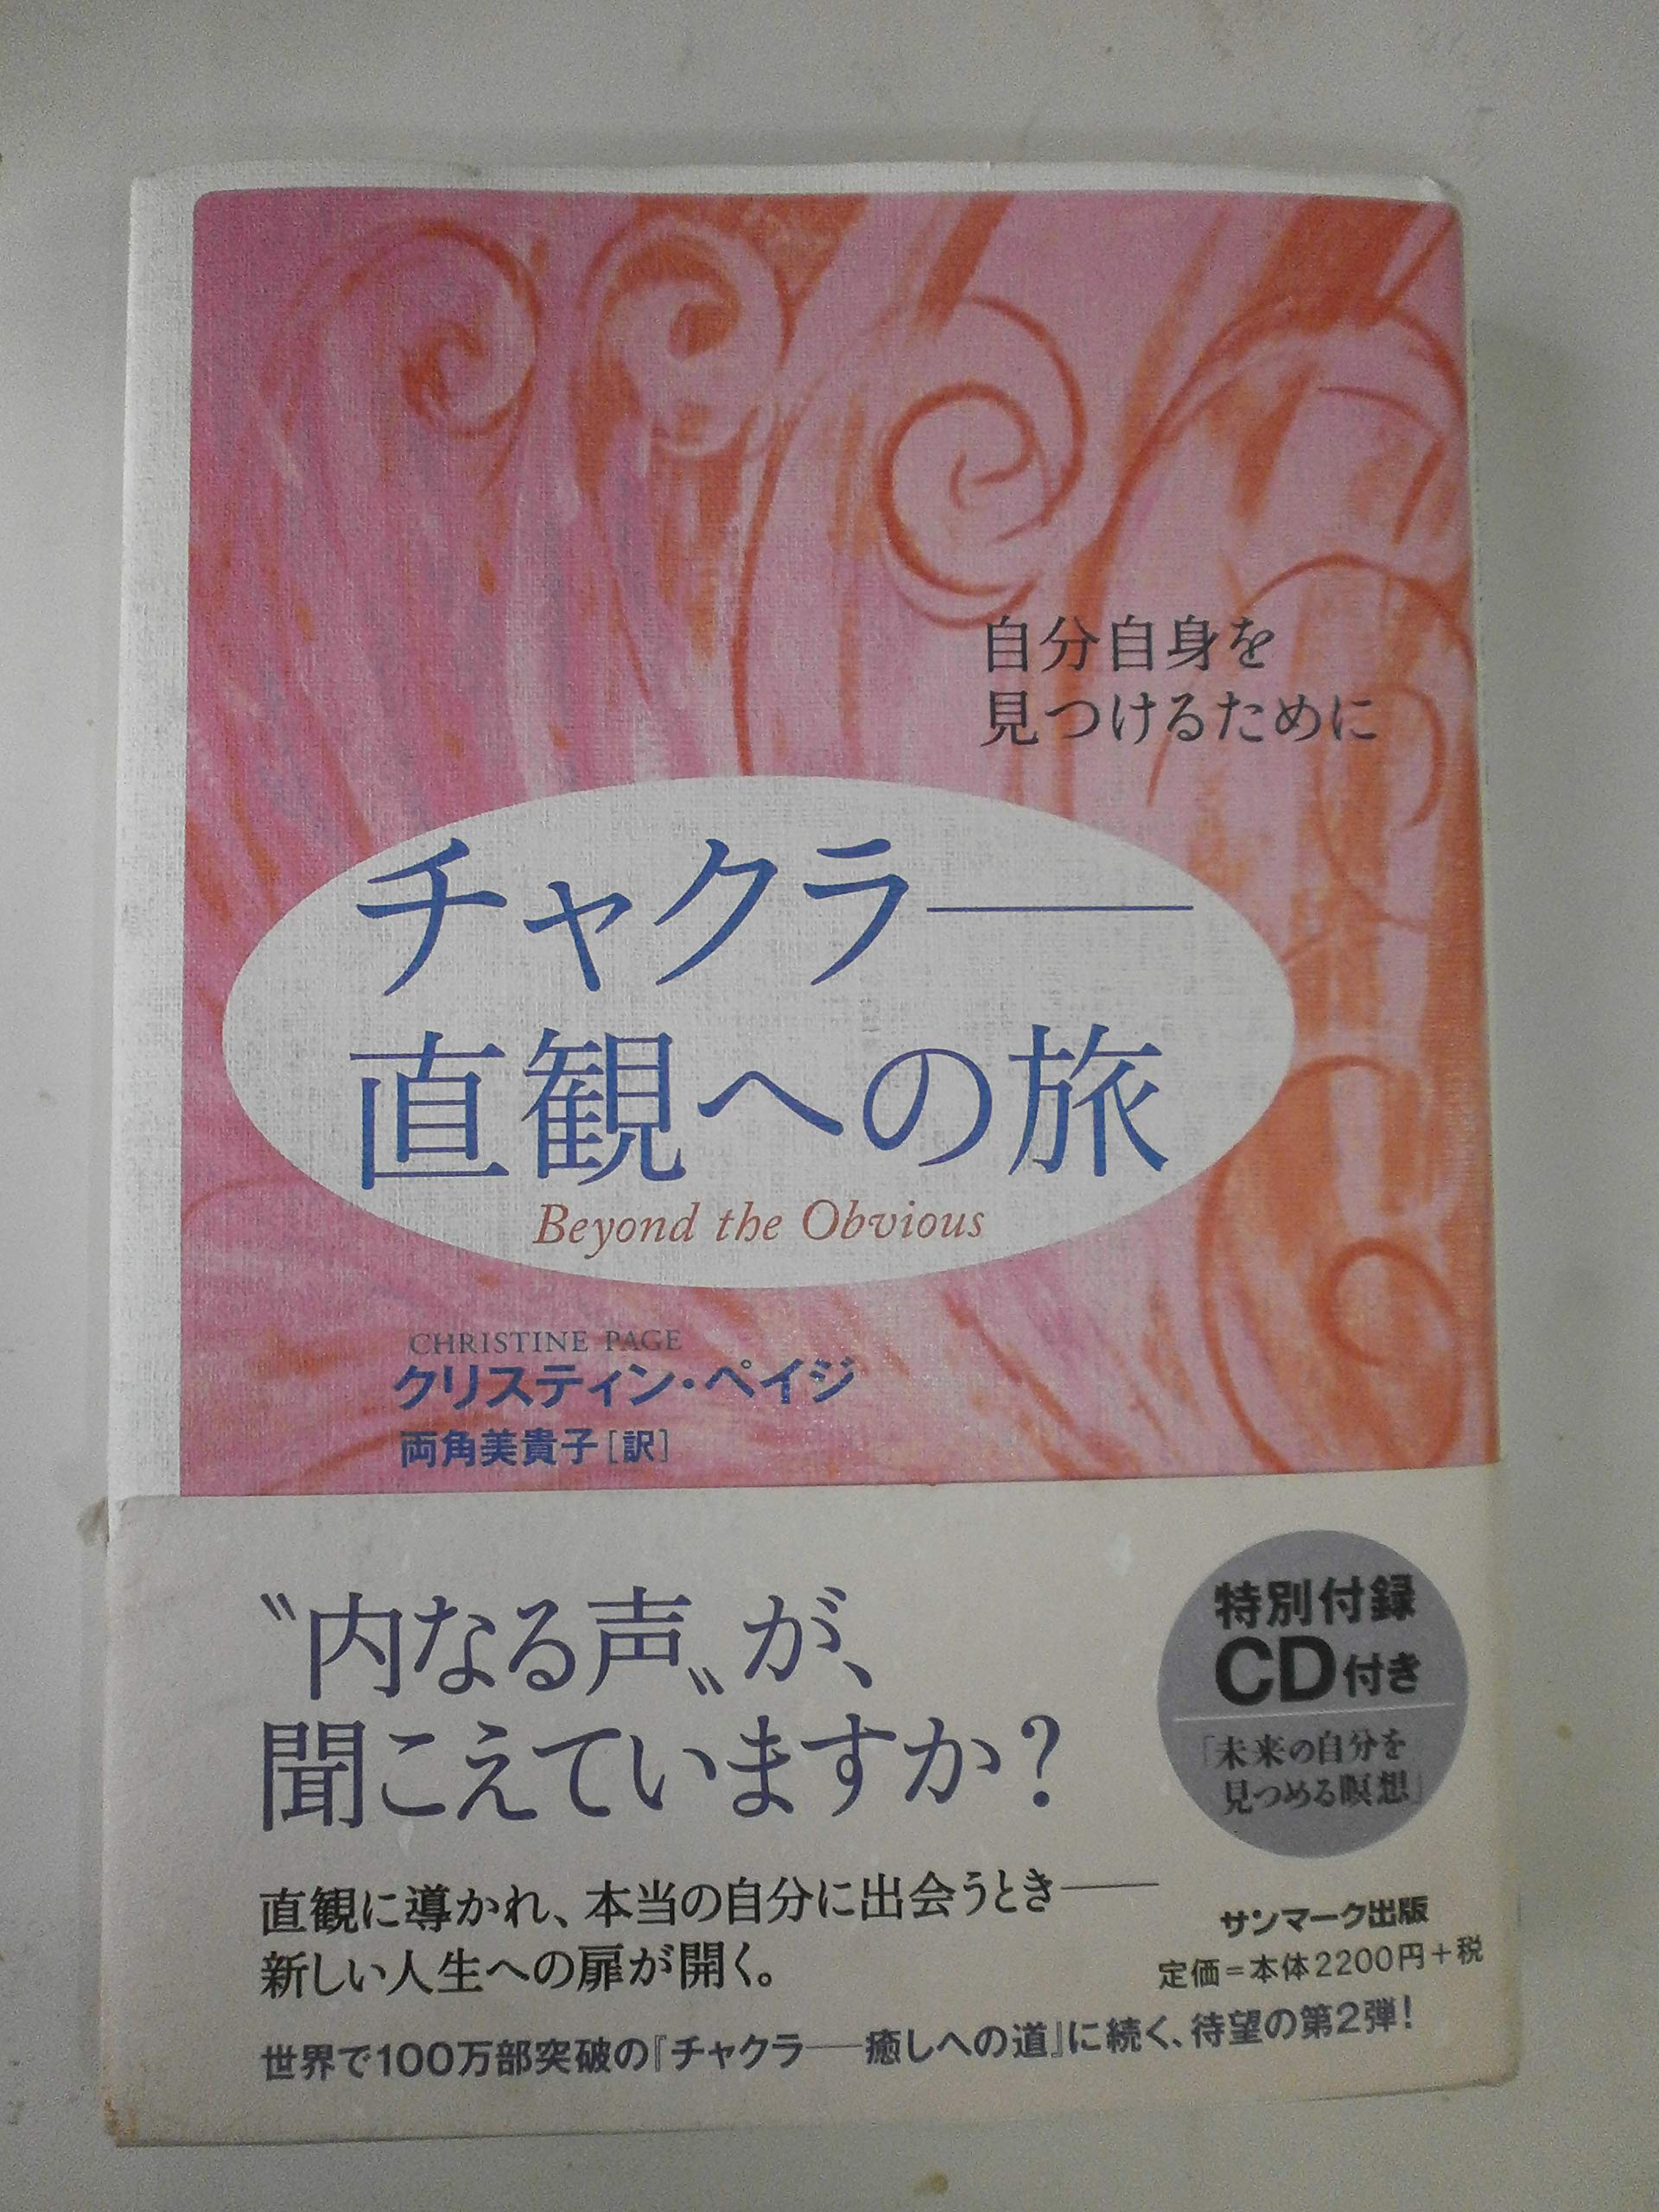 自分自身を
見つけるために
チャクラ――
直観への旅
Beyond the Obvious
CHRISTINE PAGE
クリスティン・ペイジ
両角美貴子[訳]
〝内なる声〟が、
聞こえていますか?
特別付録
CD付き
「未来の自分を
見つめる瞑想」
直観に導かれ、本当の自分に出会うとき――
新しい人生への扉が開く。
サンマーク出版
定価=本体2200円+税
世界で100万部突破の『チャクラ――癒しへの道』に続く、待望の第2弾!